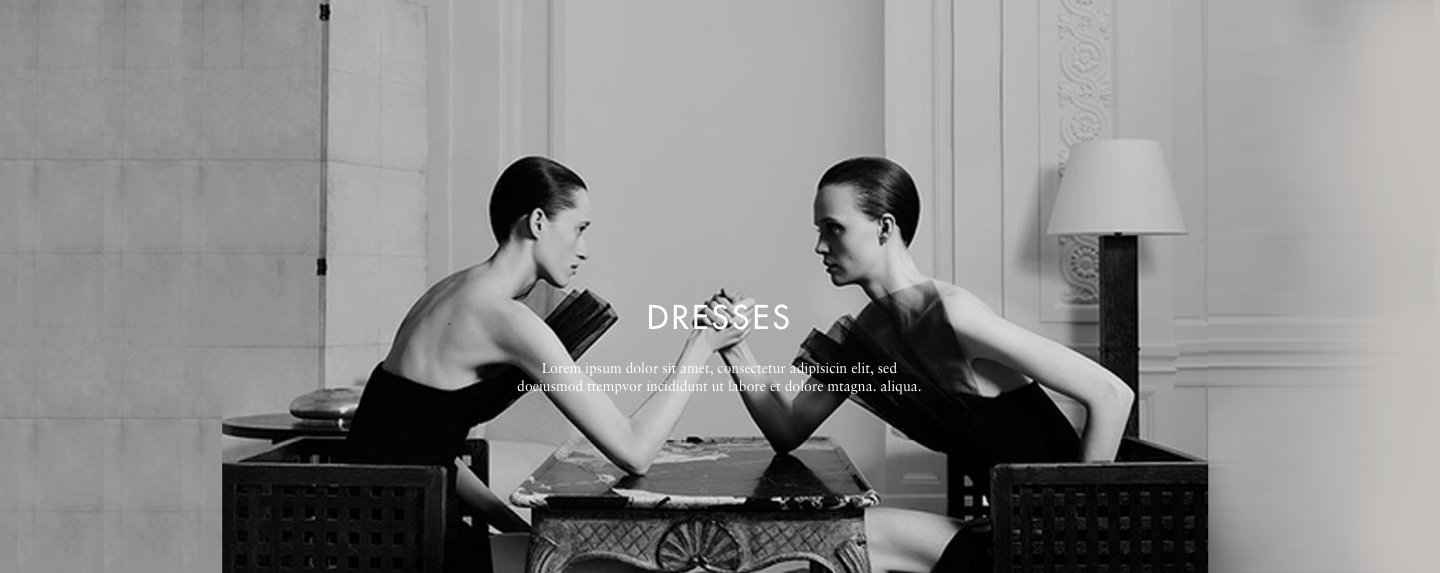 DRESSES
Lorem ipsum dolor sit amet, consectetur adipisicin elit, sed
doeiusmod ttempvor incididunt ut labore et dolore mtagna. aliqua.